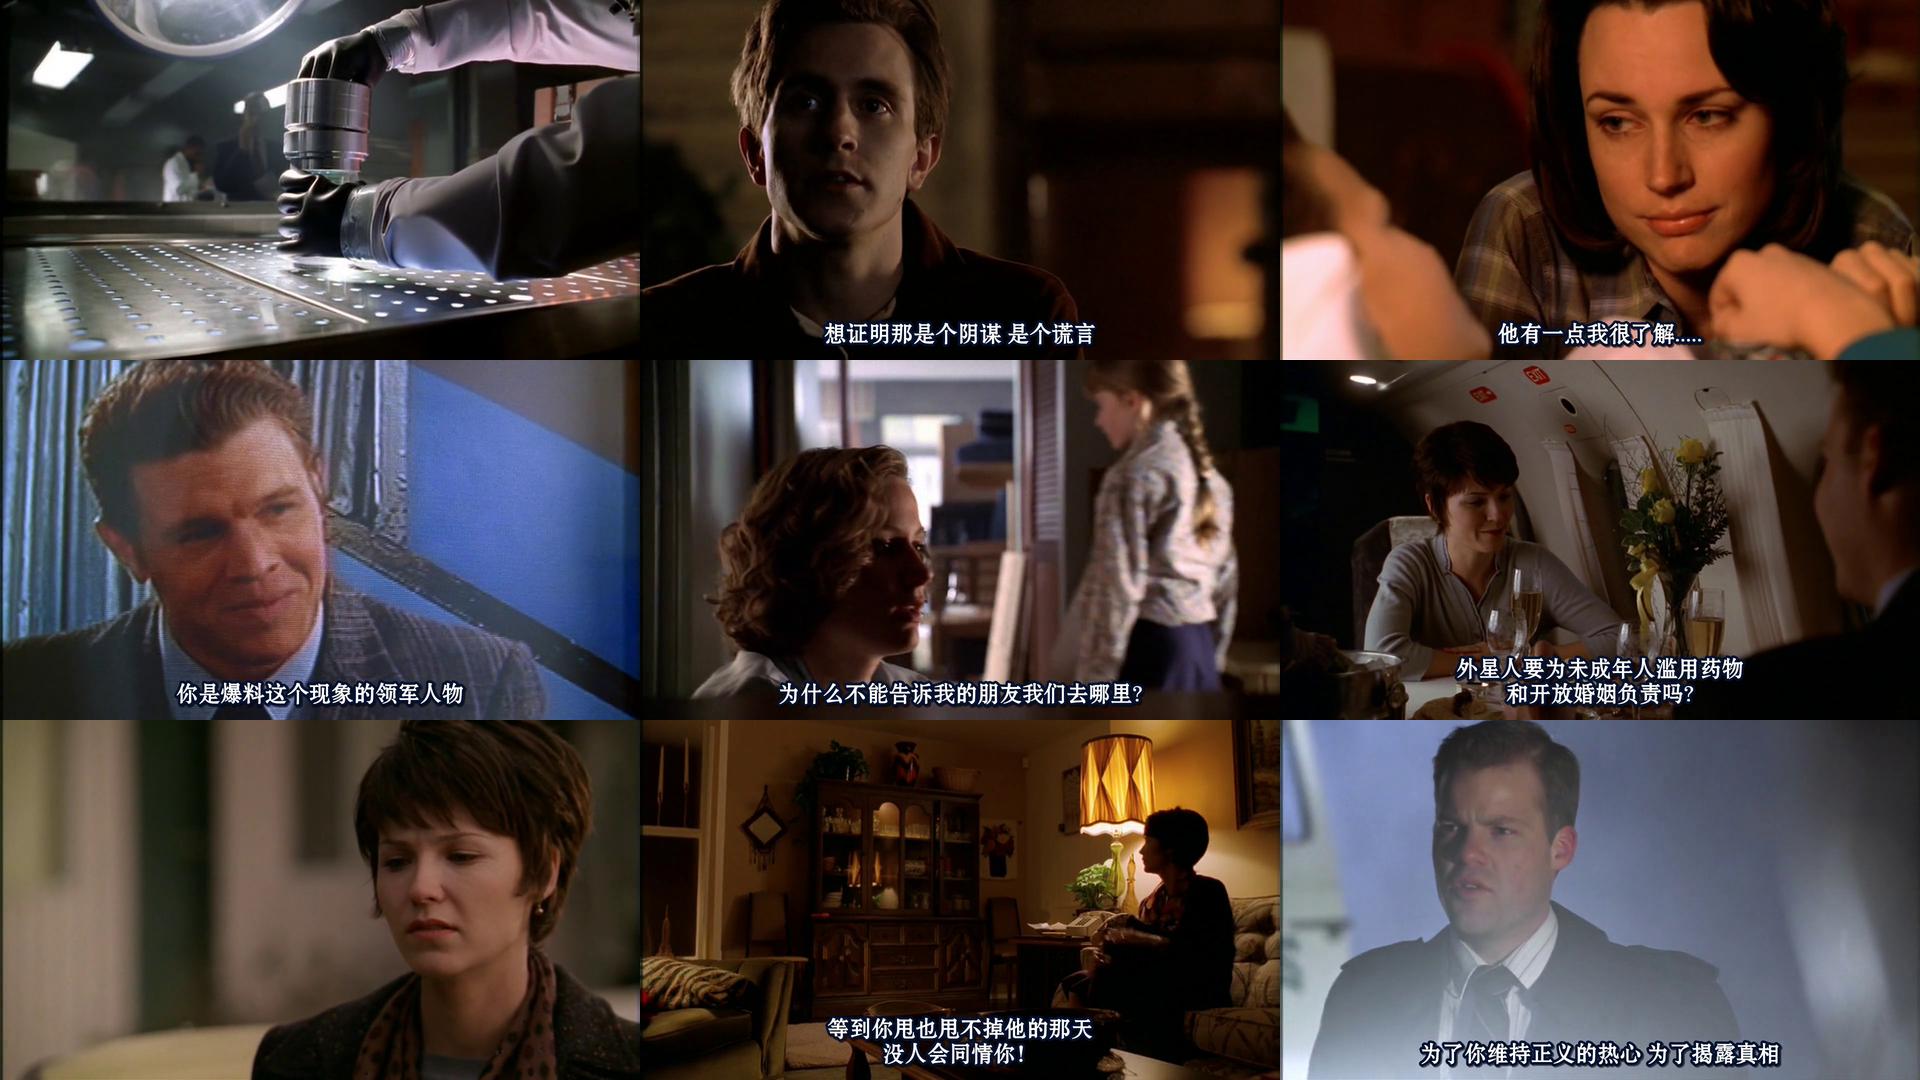 想证明那是个阴谋 是个谎言
他有一点我很了解.....
你是爆料这个现象的领军人物
为什么不能告诉我的朋友我们去哪里?
EXIT
外星人要为未成年人滥用药物
和开放婚姻负责吗?
等到你甩也甩不掉他的那天
没人会同情你!
为了你维持正义的热心 为了揭露真相